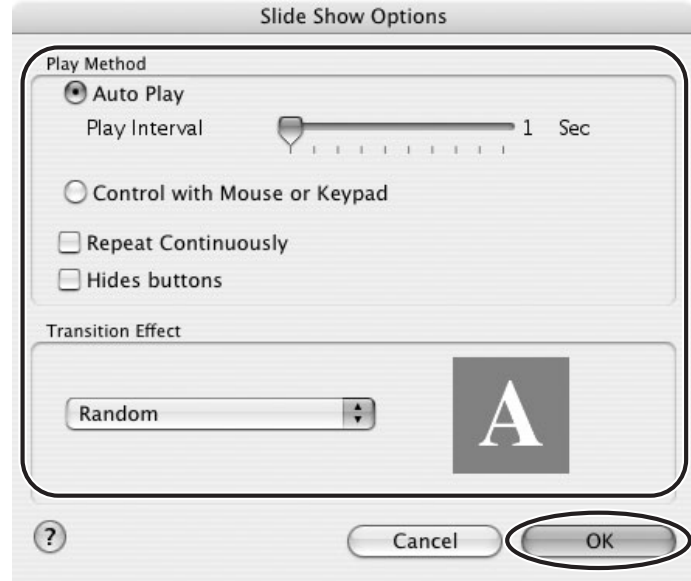 Slide Show Options
Play Method
Auto Play
Play Interval 1 Sec
Control with Mouse or Keypad
Repeat Continuously
Hides buttons
Transition Effect
Random
A
? Cancel OK